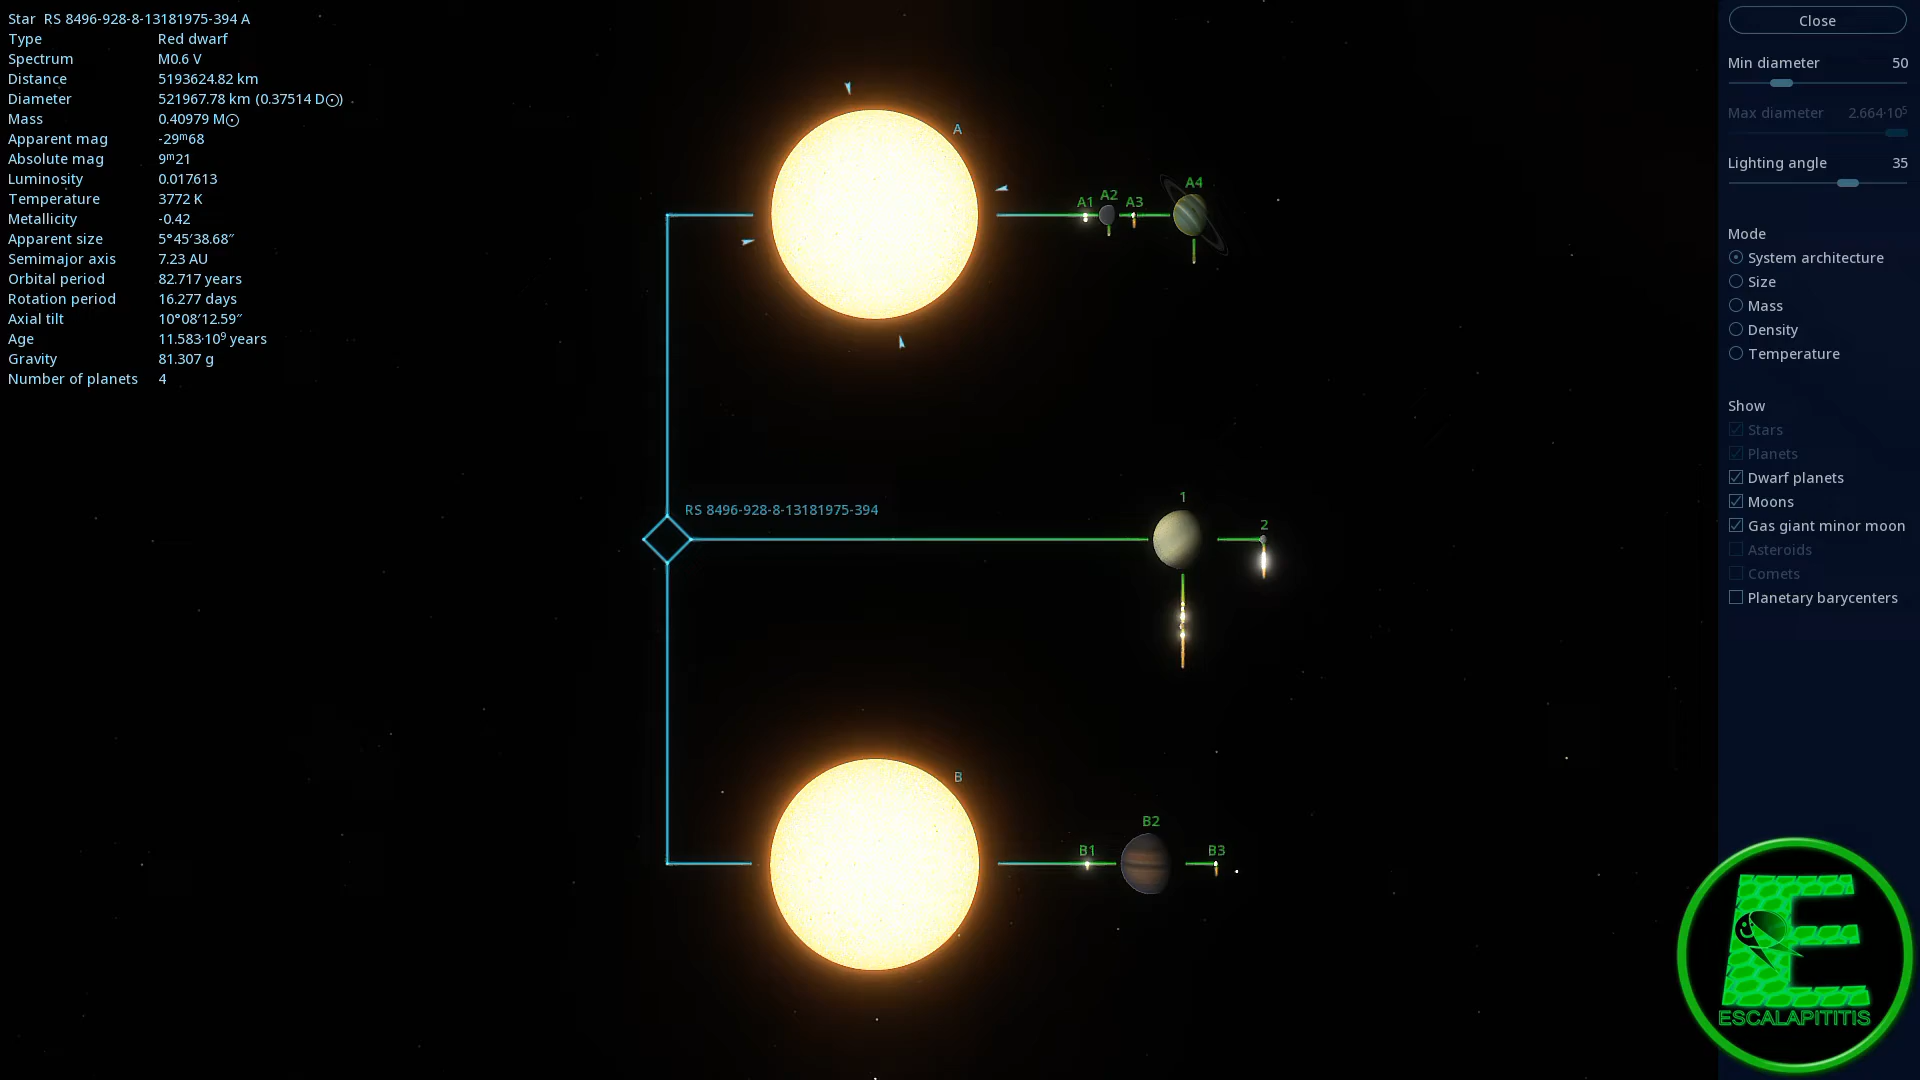 Star RS 8496-928-8-13181975-394 A
Type Red dwarf
Spectrum M0.6 V
Distance 5193624.82 km
Diameter 521967.78 km (0.37514 D☉)
Mass 0.40979 M☉
Apparent mag -29ᵐ68
Absolute mag 9ᵐ21
Luminosity 0.017613
Temperature 3772 K
Metallicity -0.42
Apparent size 5°45′38.68″
Semimajor axis 7.23 AU
Orbital period 82.717 years
Rotation period 16.277 days
Axial tilt 10°08′12.59″
Age 11.583·10⁹ years
Gravity 81.307 g
Number of planets 4
A
A1
A2
A3
A4
RS 8496-928-8-13181975-394
1
2
B
B1
B2
B3
Close
Min diameter 50
Max diameter 2.664·10⁵
Lighting angle 35
Mode
System architecture
Size
Mass
Density
Temperature
Show
Stars
Planets
Dwarf planets
Moons
Gas giant minor moon
Asteroids
Comets
Planetary barycenters
E
ESCALAPITITIS